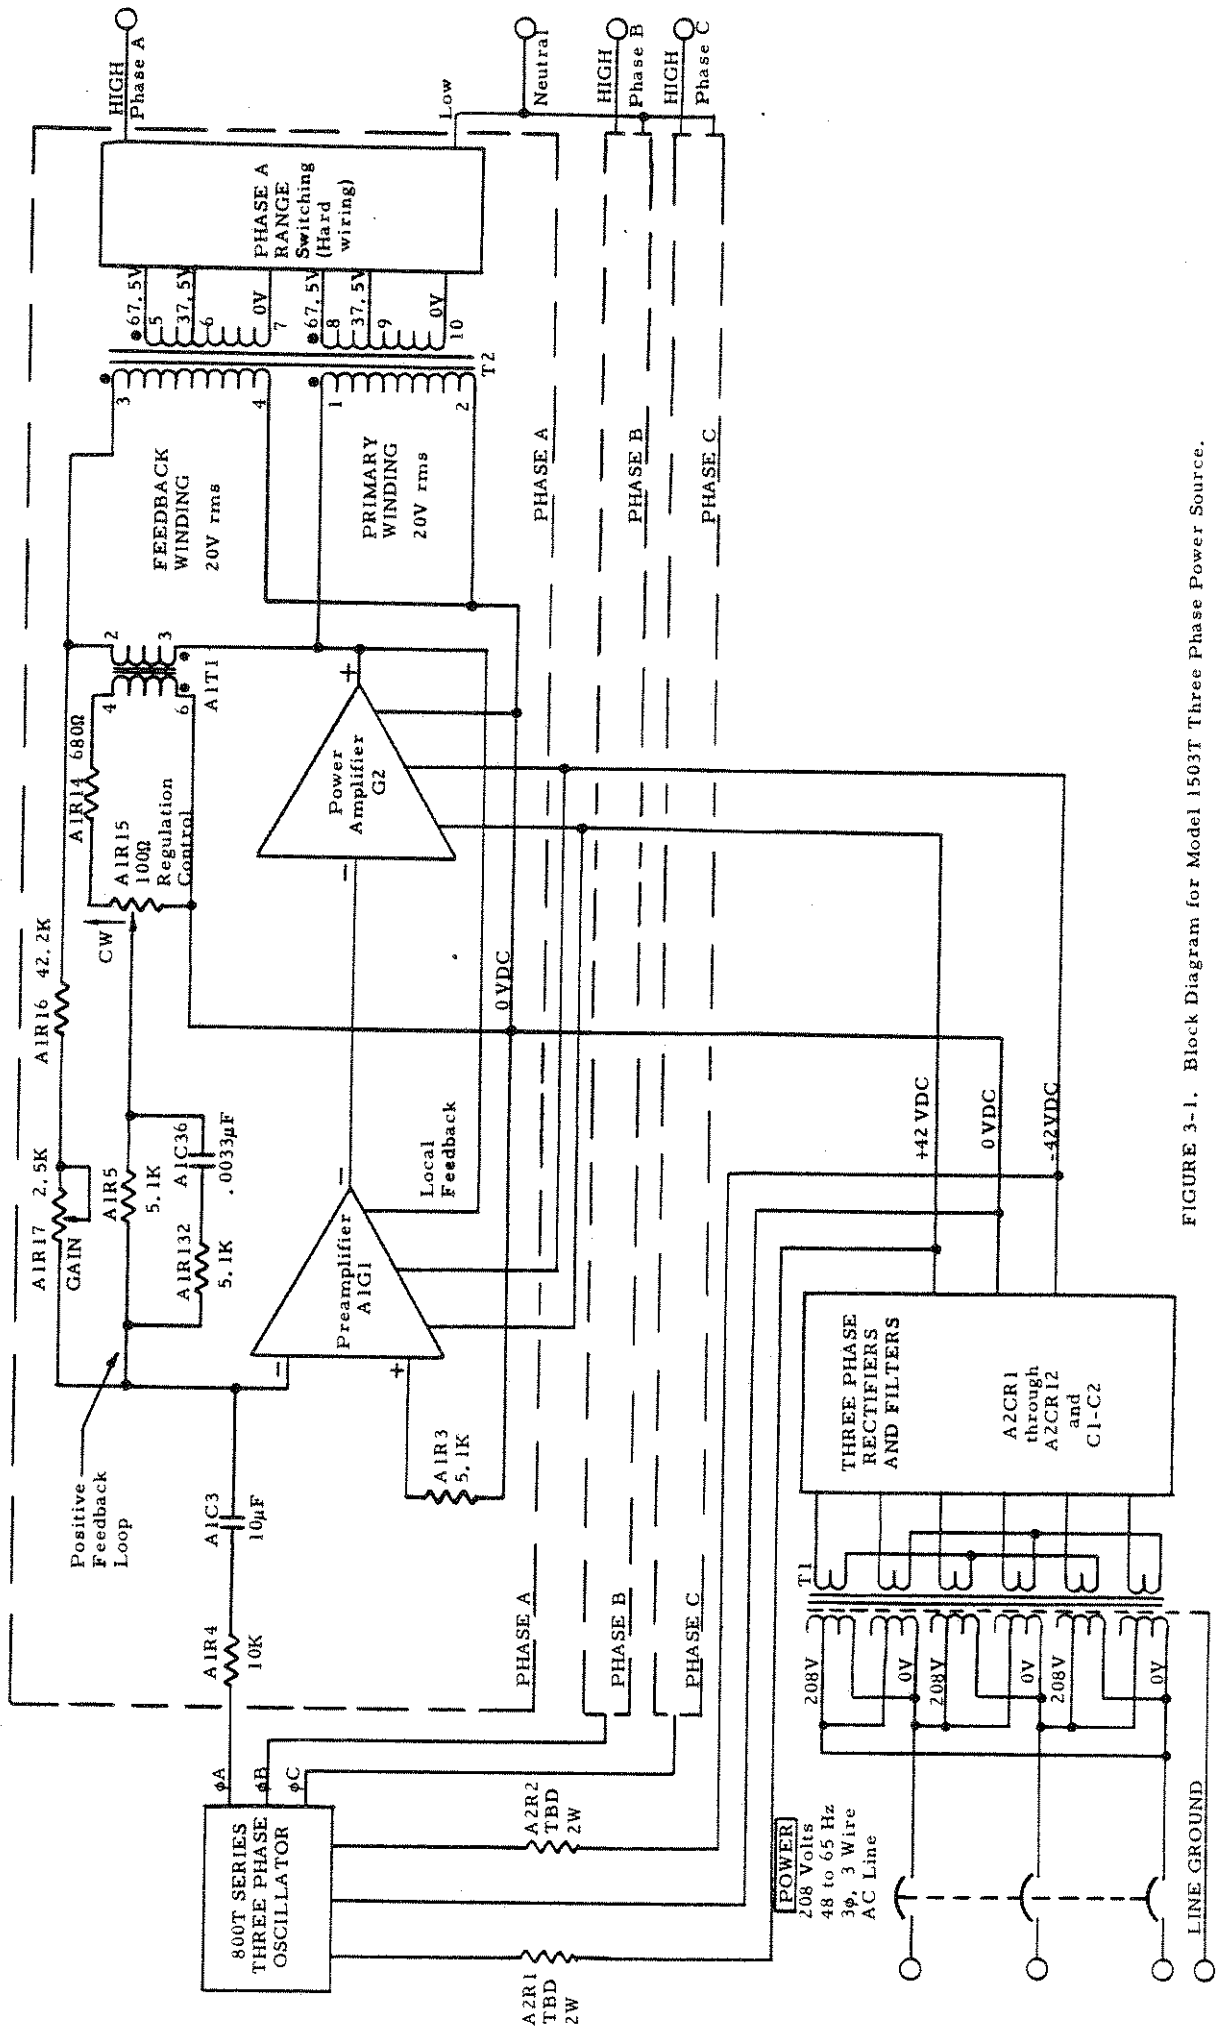 HIGH
Phase A
Low
Neutral
HIGH
Phase B
HIGH
Phase C
PHASE A
RANGE
Switching
(Hard
wiring)
67.5V
5
37.5V
6
0V
7
67.5V
8
37.5V
9
0V
10
T2
3
4
1
2
FEEDBACK
WINDING
20V rms
PRIMARY
WINDING
20V rms
PHASE A
PHASE B
PHASE C
2
3
4
6
A1T1
A1R14 680Ω
A1R15
100Ω
Regulation
Control
CW
A1R16 42.2K
A1R17 2.5K
GAIN
A1R5
5.1K
A1C36
.0033μF
A1R132
5.1K
Positive
Feedback
Loop
+
Power
Amplifier
G2
-
0 VDC
-
Local
Feedback
Preamplifier
A1G1
-
+
A1R3
5.1K
A1C3
10μF
A1R4
10K
PHASE A
PHASE B
PHASE C
φA
φB
φC
800T SERIES
THREE PHASE
OSCILLATOR
A2R2
TBD
2W
A2R1
TBD
2W
+42 VDC
0 VDC
-42VDC
THREE PHASE
RECTIFIERS
AND FILTERS
A2CR1
through
A2CR12
and
C1-C2
T1
208V
0V
208V
0V
208V
0V
POWER
208 Volts
48 to 65 Hz
3φ, 3 Wire
AC Line
LINE GROUND
FIGURE 3-1. Block Diagram for Model 1503T Three Phase Power Source.